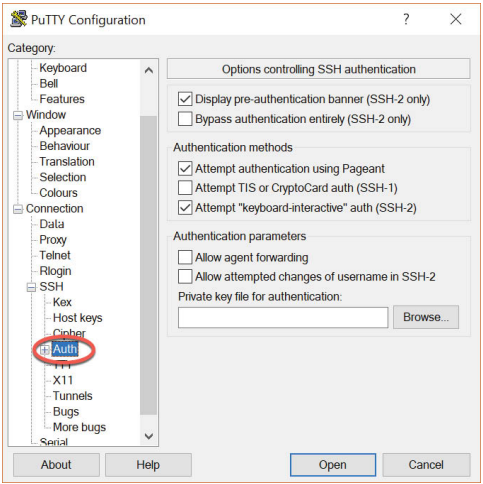 PuTTY Configuration
?
Category:
Keyboard
Bell
Features
Window
Appearance
Behaviour
Translation
Selection
Colours
Connection
Data
Proxy
Telnet
Rlogin
SSH
Kex
Host keys
Cipher
Auth
TTY
X11
Tunnels
Bugs
More bugs
Serial
Options controlling SSH authentication
Display pre-authentication banner (SSH-2 only)
Bypass authentication entirely (SSH-2 only)
Authentication methods
Attempt authentication using Pageant
Attempt TIS or CryptoCard auth (SSH-1)
Attempt "keyboard-interactive" auth (SSH-2)
Authentication parameters
Allow agent forwarding
Allow attempted changes of username in SSH-2
Private key file for authentication:
Browse...
About
Help
Open
Cancel